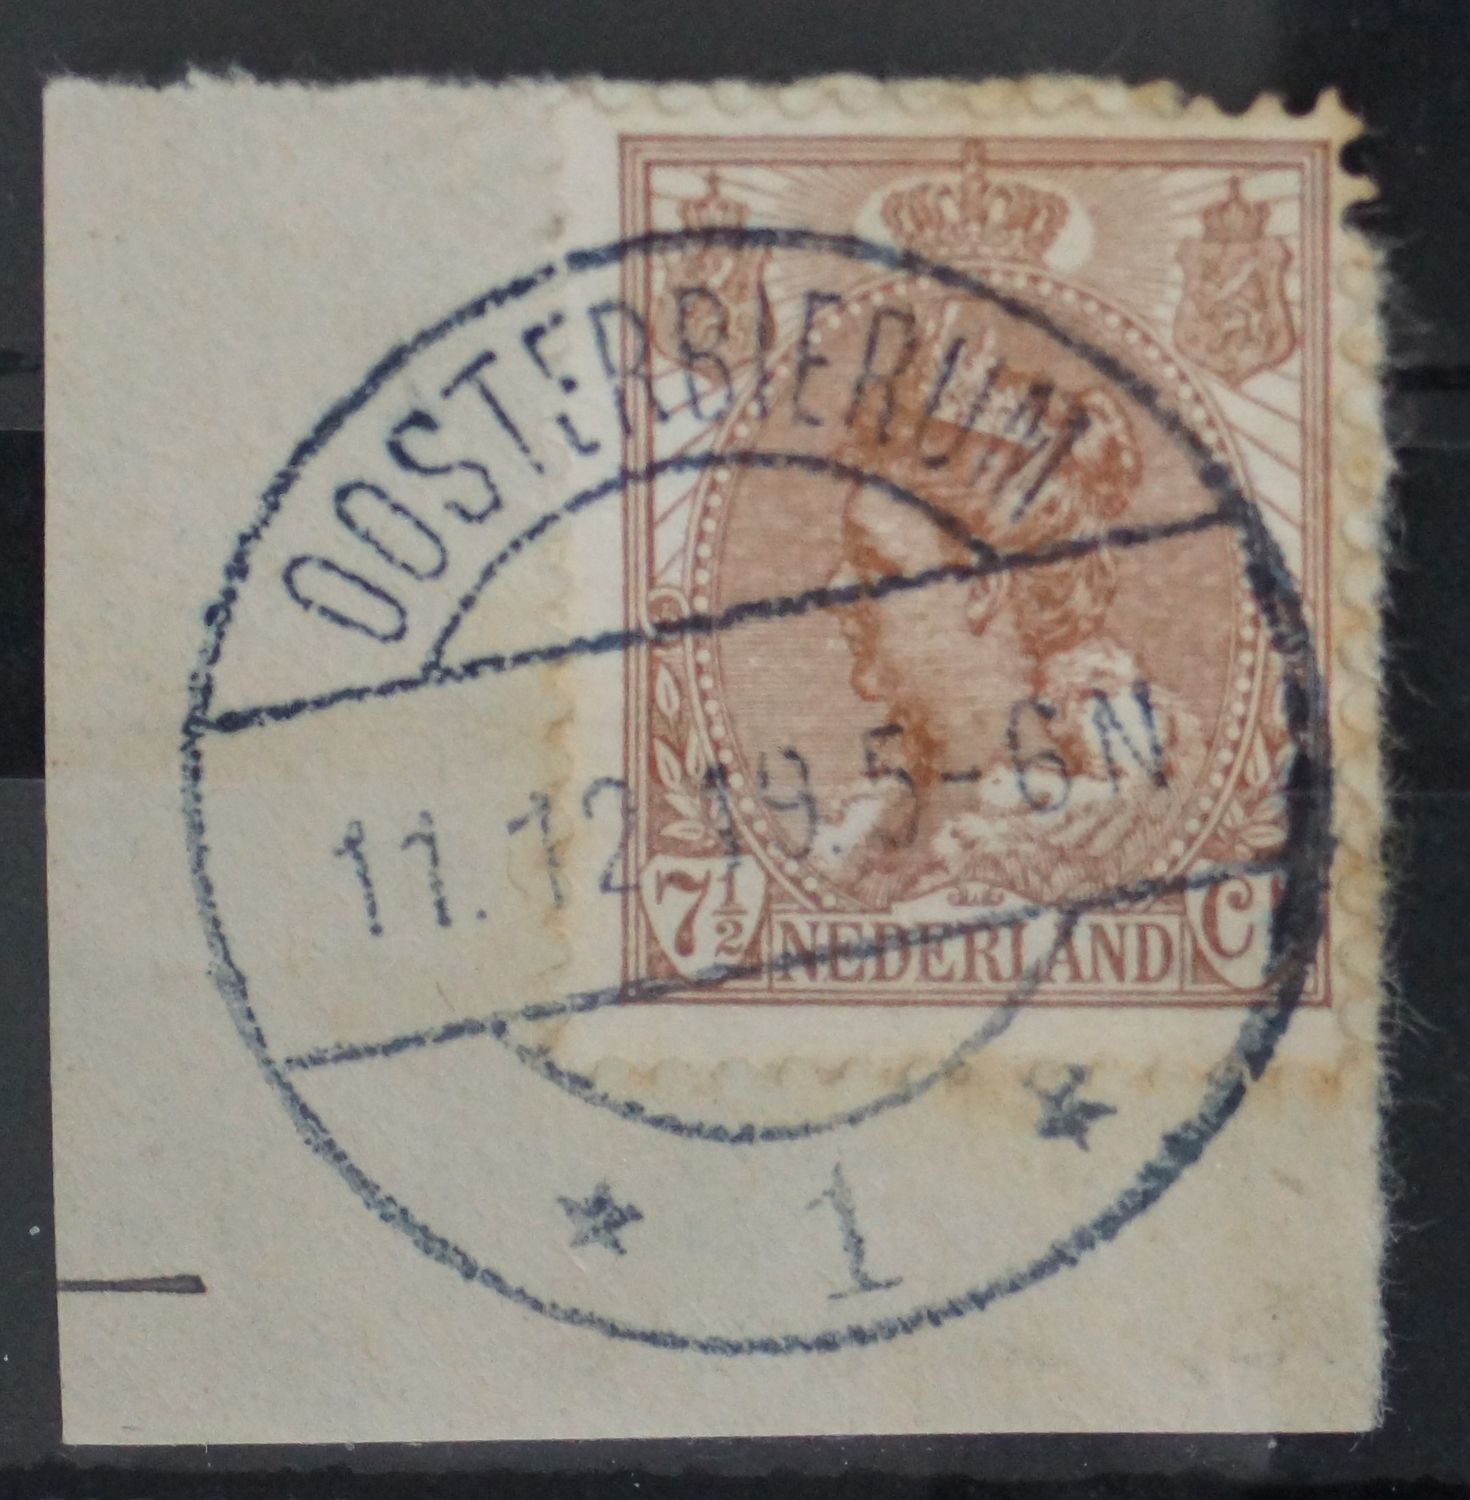 OOSTERBIERUM
11.12 19.5-6N
7½ NEDERLAND C
1